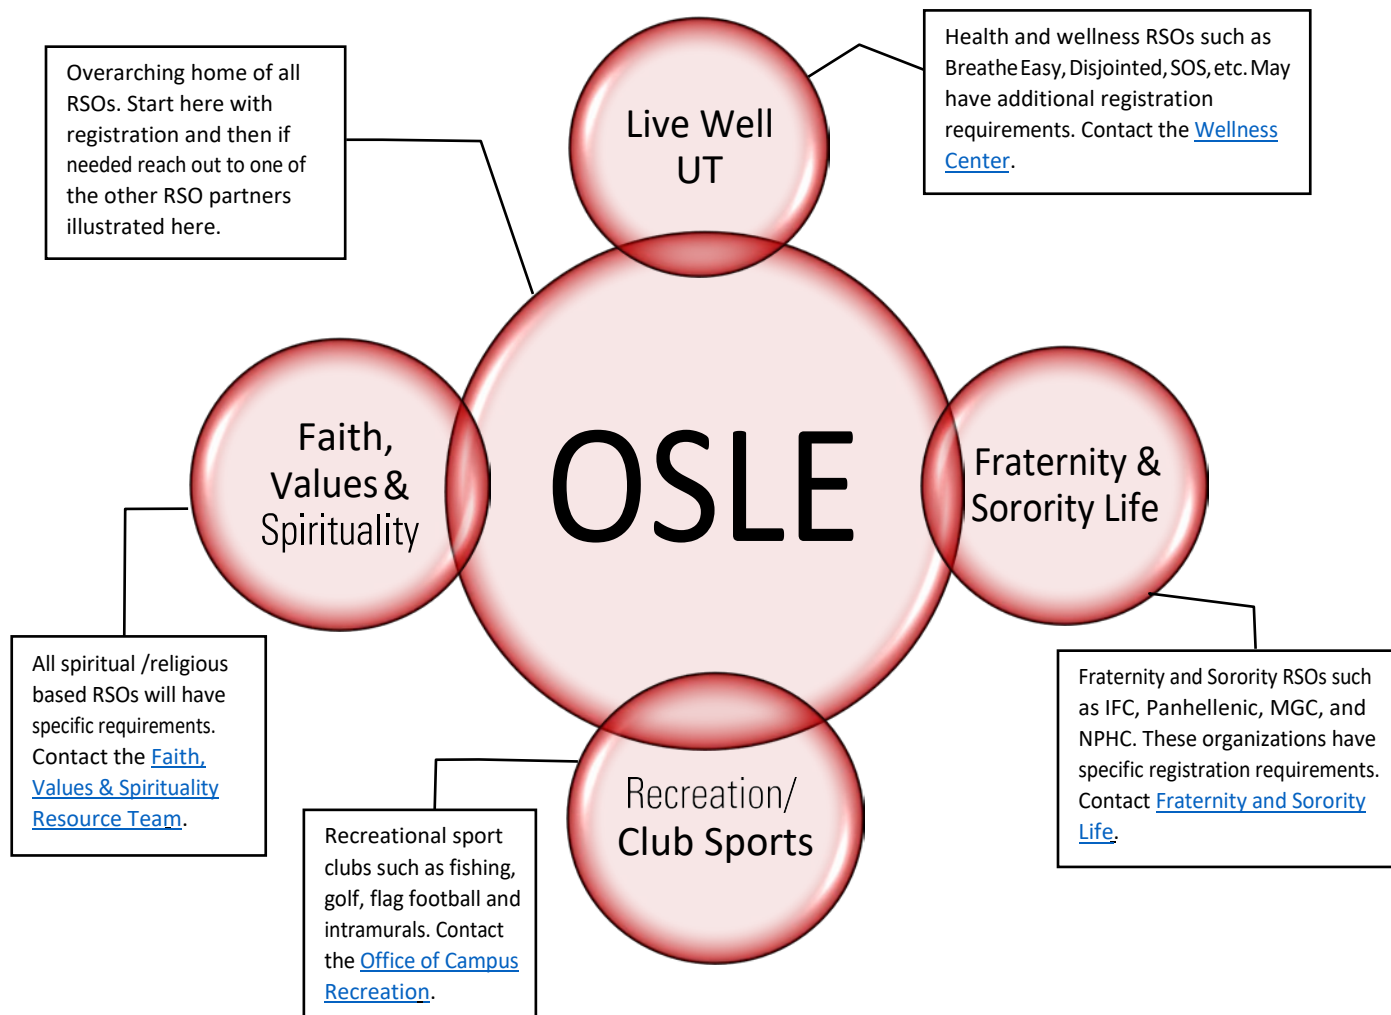 Overarching home of all
RSOs. Start here with
registration and then if
needed reach out to one of
the other RSO partners
illustrated here.
Live Well
UT
Health and wellness RSOs such as
Breathe Easy, Disjointed, SOS, etc. May
have additional registration
requirements. Contact the Wellness
Center.
Faith,
Values &
Spirituality
OSLE
Fraternity &
Sorority Life
All spiritual /religious
based RSOs will have
specific requirements.
Contact the Faith,
Values & Spirituality
Resource Team.
Recreation/
Club Sports
Recreational sport
clubs such as fishing,
golf, flag football and
intramurals. Contact
the Office of Campus
Recreation.
Fraternity and Sorority RSOs such
as IFC, Panhellenic, MGC, and
NPHC. These organizations have
specific registration requirements.
Contact Fraternity and Sorority
Life.